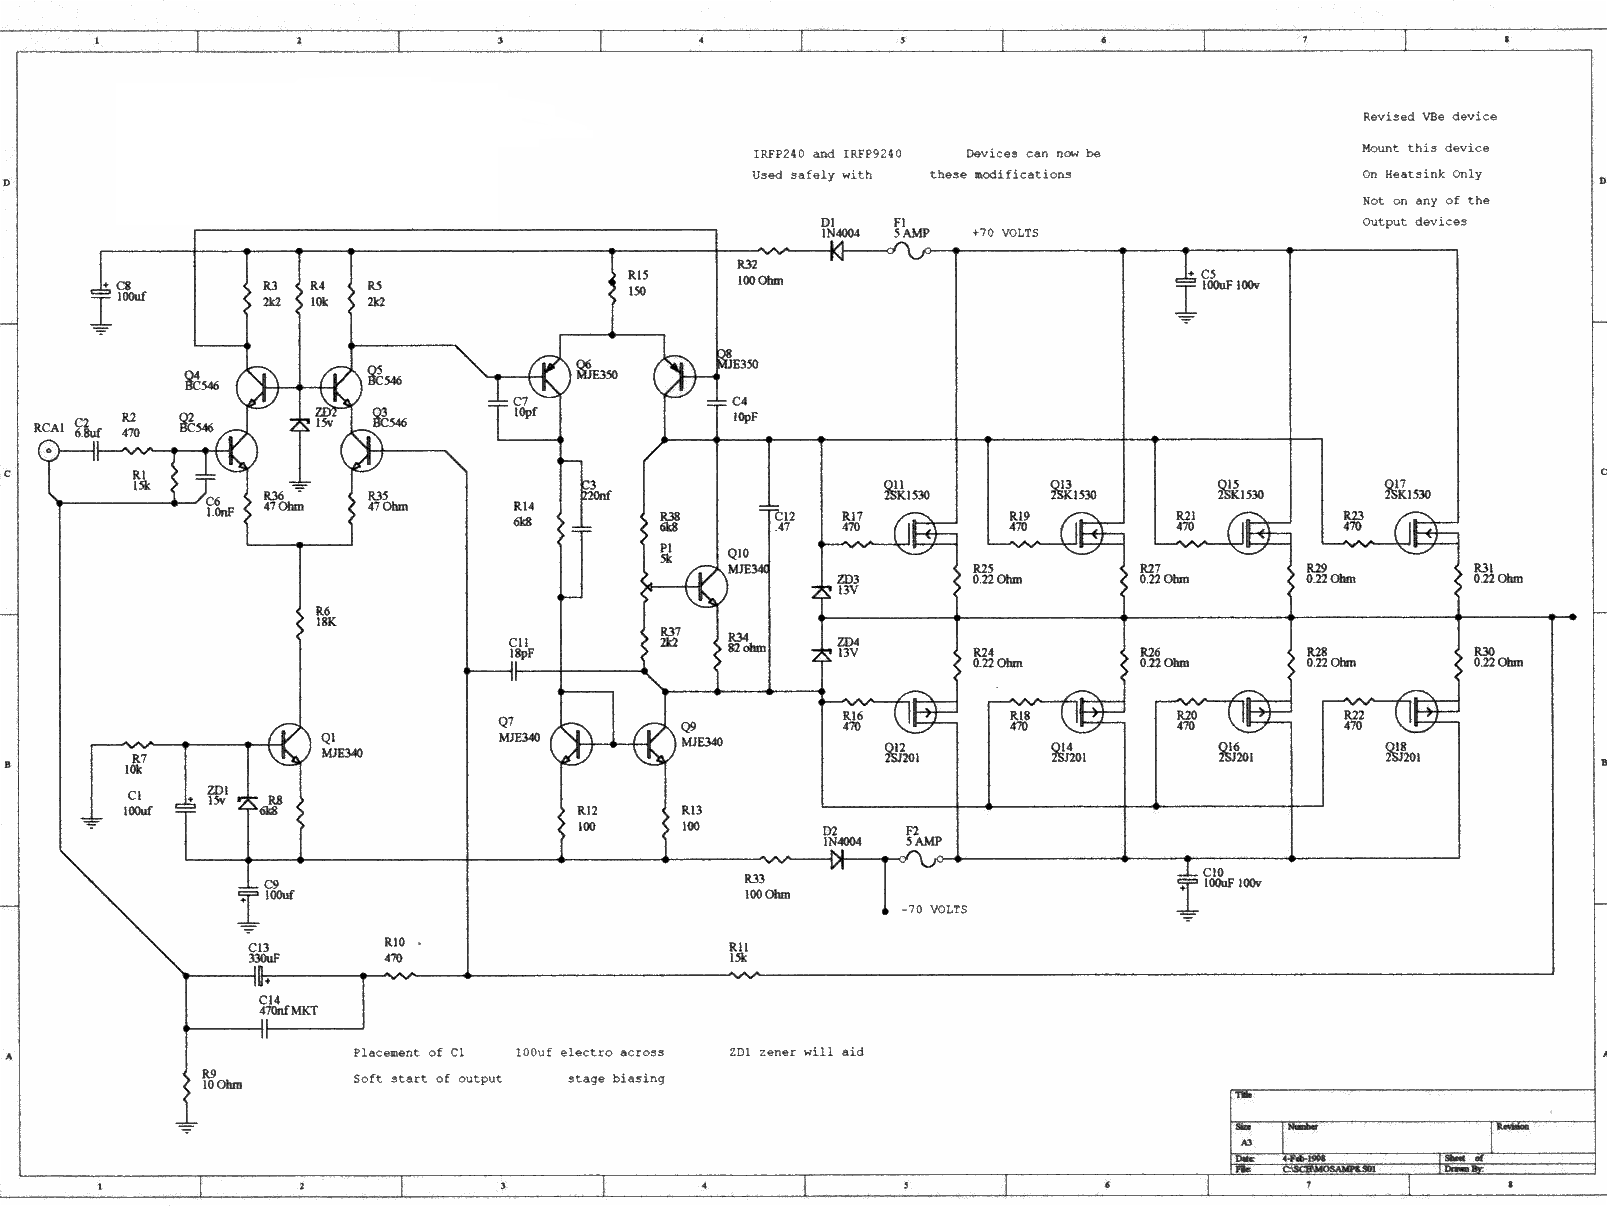 1 2 3 4 5 6 7 8
Revised VBe device
Mount this device
On Heatsink Only
Not on any of the
Output devices
IRFP240 and IRFP9240 Devices can now be
Used safely with these modifications
D D
D1
1N4004
F1
5 AMP
+70 VOLTS
R32
100 Ohm
C8
100uf
R3
2k2
R4
10k
R5
2k2
R15
150
C5
100uF 100v
Q4
BC546
Q5
BC546
Q6
MJE350
Q8
MJE350
ZD2
15v
C7
10pf
C4
10pF
RCA1
C2
6.8uf
R2
470
Q2
BC546
Q3
BC546
C C
R1
15k
C6
1.0nF
R36
47 Ohm
R35
47 Ohm
R14
6k8
C3
220nf
R38
6k8
P1
5k
C12
.47
Q10
MJE340
Q11
2SK1530
Q13
2SK1530
Q15
2SK1530
Q17
2SK1530
R17
470
R19
470
R21
470
R23
470
R25
0.22 Ohm
R27
0.22 Ohm
R29
0.22 Ohm
R31
0.22 Ohm
ZD3
13V
R6
18K
C11
18pF
R37
2k2
R34
82 ohm
ZD4
13V
R24
0.22 Ohm
R26
0.22 Ohm
R28
0.22 Ohm
R30
0.22 Ohm
R16
470
R18
470
R20
470
R22
470
Q12
2SJ201
Q14
2SJ201
Q16
2SJ201
Q18
2SJ201
Q7
MJE340
Q9
MJE340
Q1
MJE340
B B
R7
10k
C1
100uf
ZD1
15v
R8
6k8
R12
100
R13
100
D2
1N4004
F2
5 AMP
R33
100 Ohm
C10
100uF 100v
-70 VOLTS
C9
100uf
C13
330uF
R10
470
R11
15k
C14
470nf MKT
A A
Placement of C1 100uf electro across ZD1 zener will aid
Soft start of output stage biasing
R9
10 Ohm
Title
Size Number Revision
A3
Date: 4-Feb-1998 Sheet of
File: C:\SCH\MOSAMP8.S01 Drawn By:
1 2 3 4 5 6 7 8